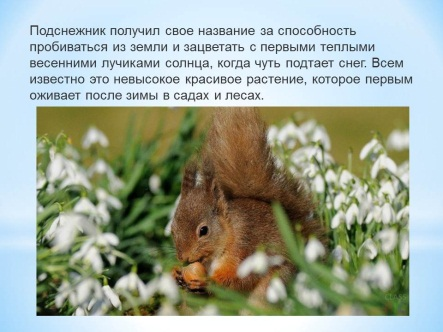 Подснежник получил свое название за способность
пробиваться из земли и зацветать с первыми теплыми
весенними лучиками солнца, когда чуть подтает снег. Всем
известно это невысокое красивое растение, которое первым
оживает после зимы в садах и лесах.